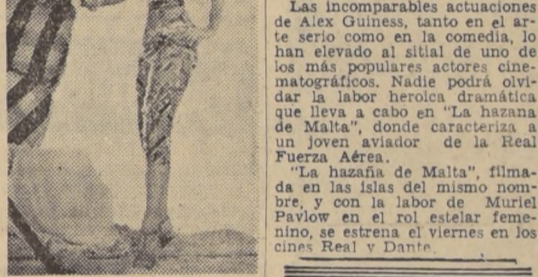 Las incomparables actuaciones
de Alex Guiness, tanto en el ar-
te serio como en la comedia, lo
han elevado al sitial de uno de
los más populares actores cine-
matográficos. Nadie podrá olvi-
dar la labor heroica dramática
que lleva a cabo en "La hazana
de Malta", donde caracteriza a
un joven aviador de la Real
Fuerza Aérea.
"La hazaña de Malta", filma-
da en las islas del mismo nom-
bre, y con la labor de Muriel
Pavlow en el rol estelar feme-
nino, se estrena el viernes en los
cines Real y Dante.